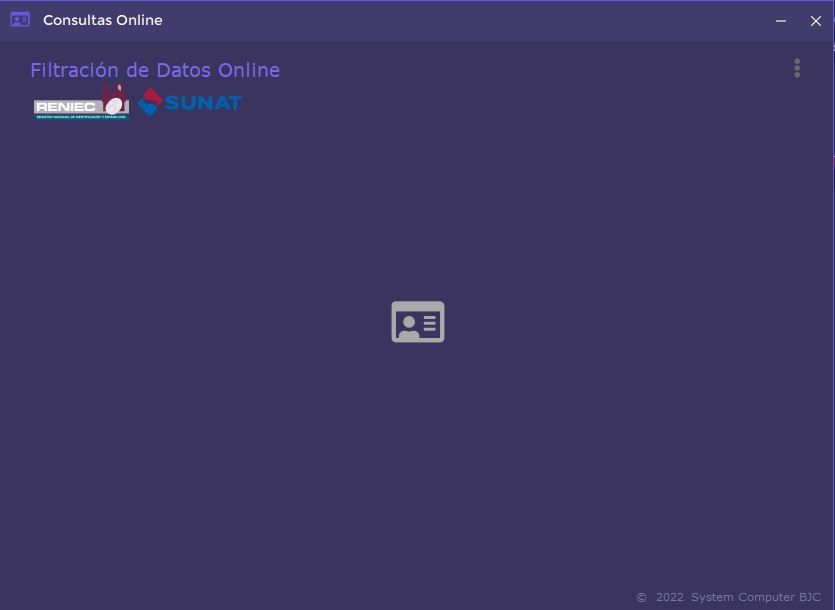 Consultas Online
Filtración de Datos Online
RENIEC
REGISTRO NACIONAL DE IDENTIFICACIÓN Y ESTADO CIVIL
SUNAT
© 2022 System Computer BJC